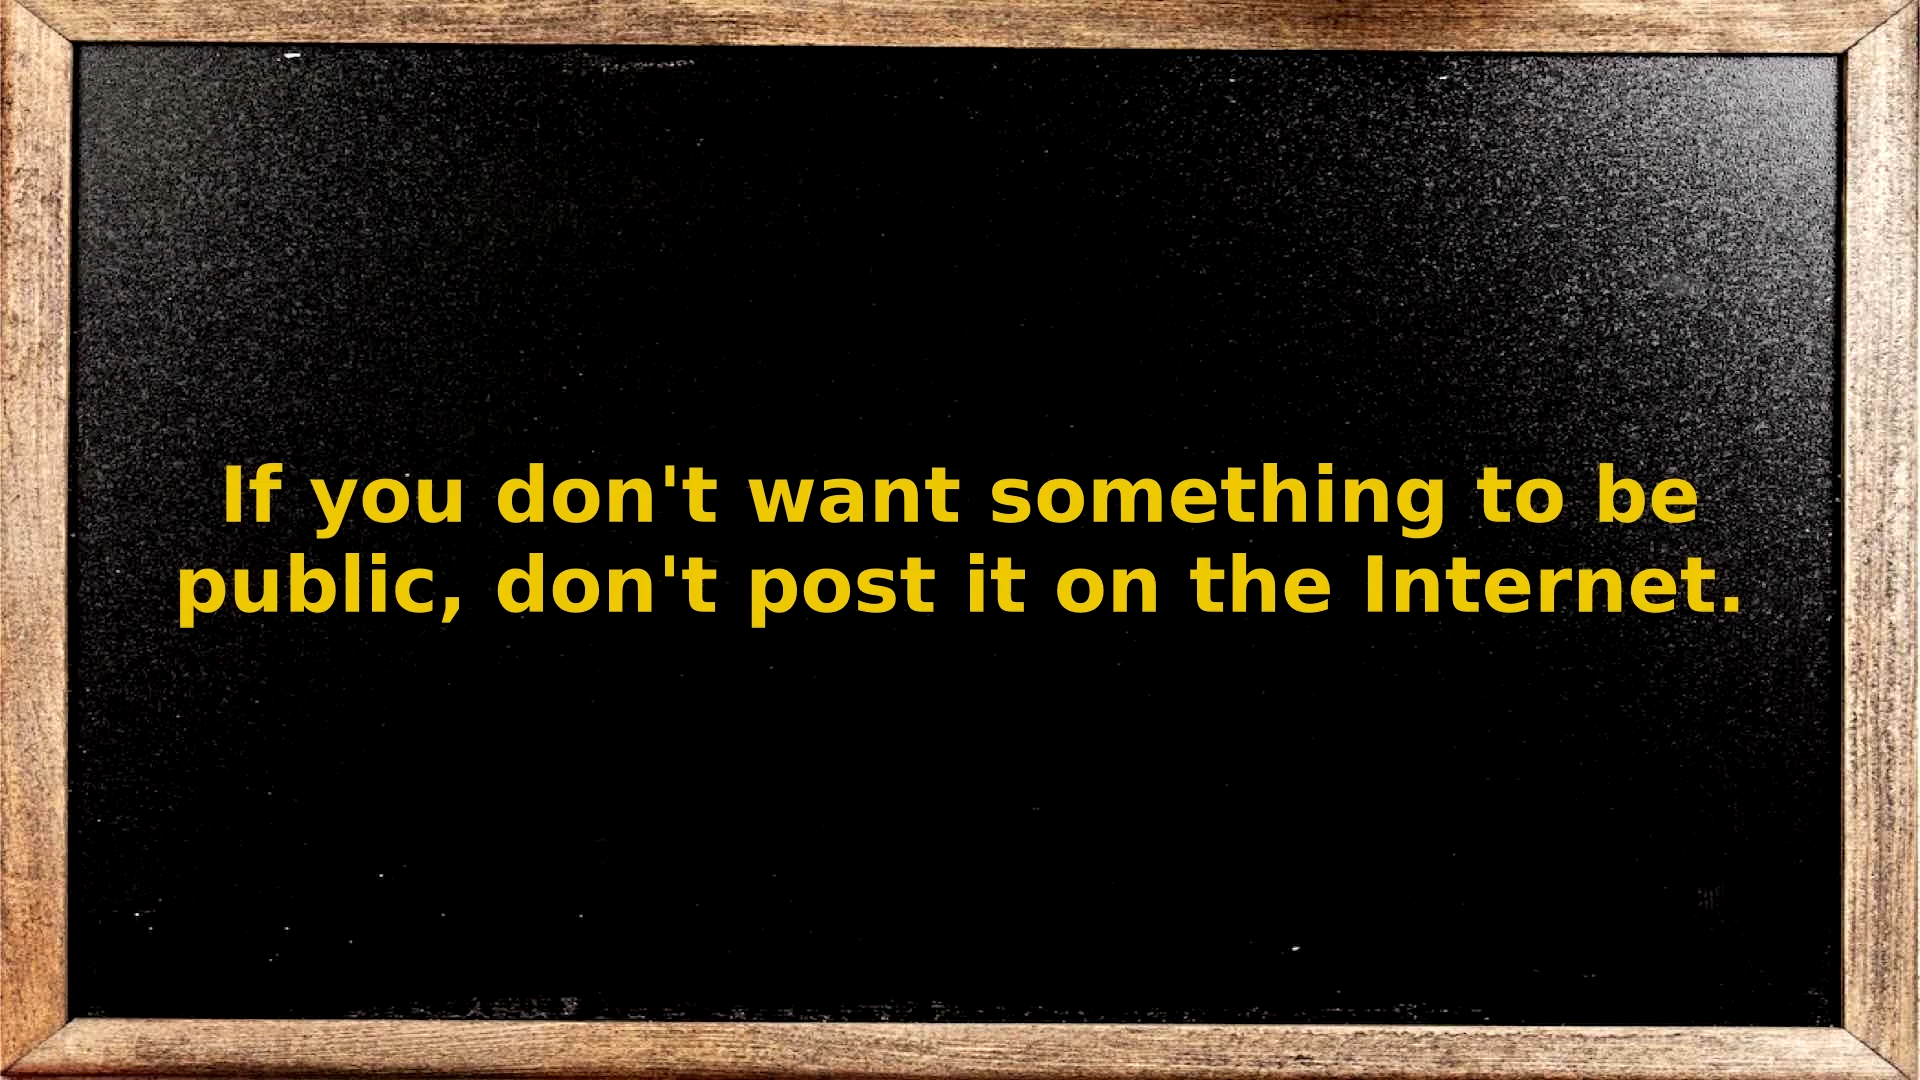 If you don't want something to be
public, don't post it on the Internet.